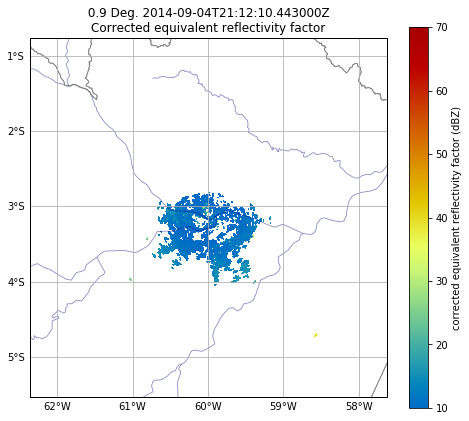 0.9 Deg. 2014-09-04T21:12:10.443000Z
Corrected equivalent reflectivity factor
1°S
2°S
3°S
4°S
5°S
62°W
61°W
60°W
59°W
58°W
70
60
50
40
30
20
10
corrected equivalent reflectivity factor (dBZ)